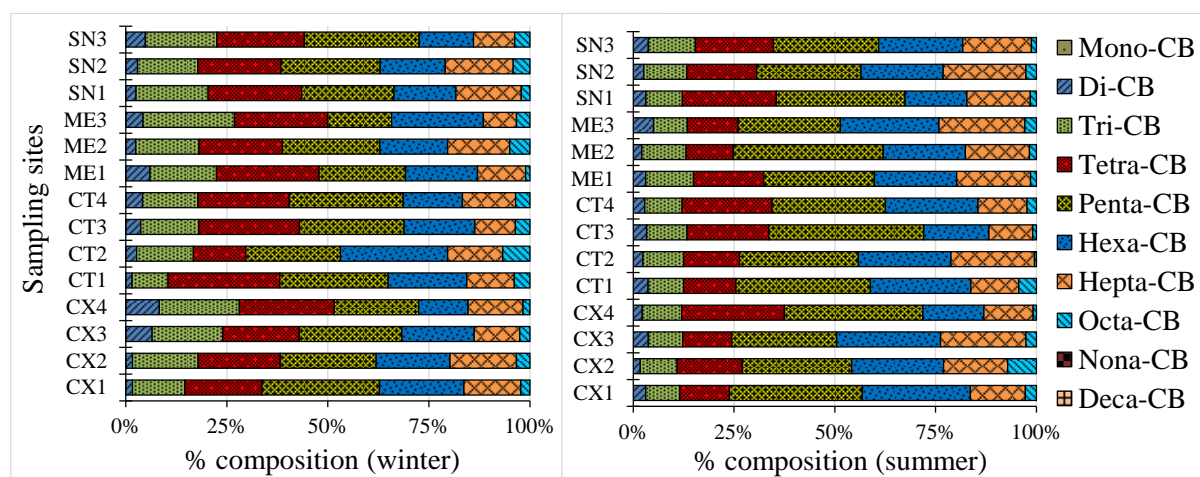 Sampling sites
SN3
SN2
SN1
ME3
ME2
ME1
CT4
CT3
CT2
CT1
CX4
CX3
CX2
CX1
0% 25% 50% 75% 100%
% composition (winter)
SN3
SN2
SN1
ME3
ME2
ME1
CT4
CT3
CT2
CT1
CX4
CX3
CX2
CX1
0% 25% 50% 75% 100%
% composition (summer)
Mono-CB
Di-CB
Tri-CB
Tetra-CB
Penta-CB
Hexa-CB
Hepta-CB
Octa-CB
Nona-CB
Deca-CB